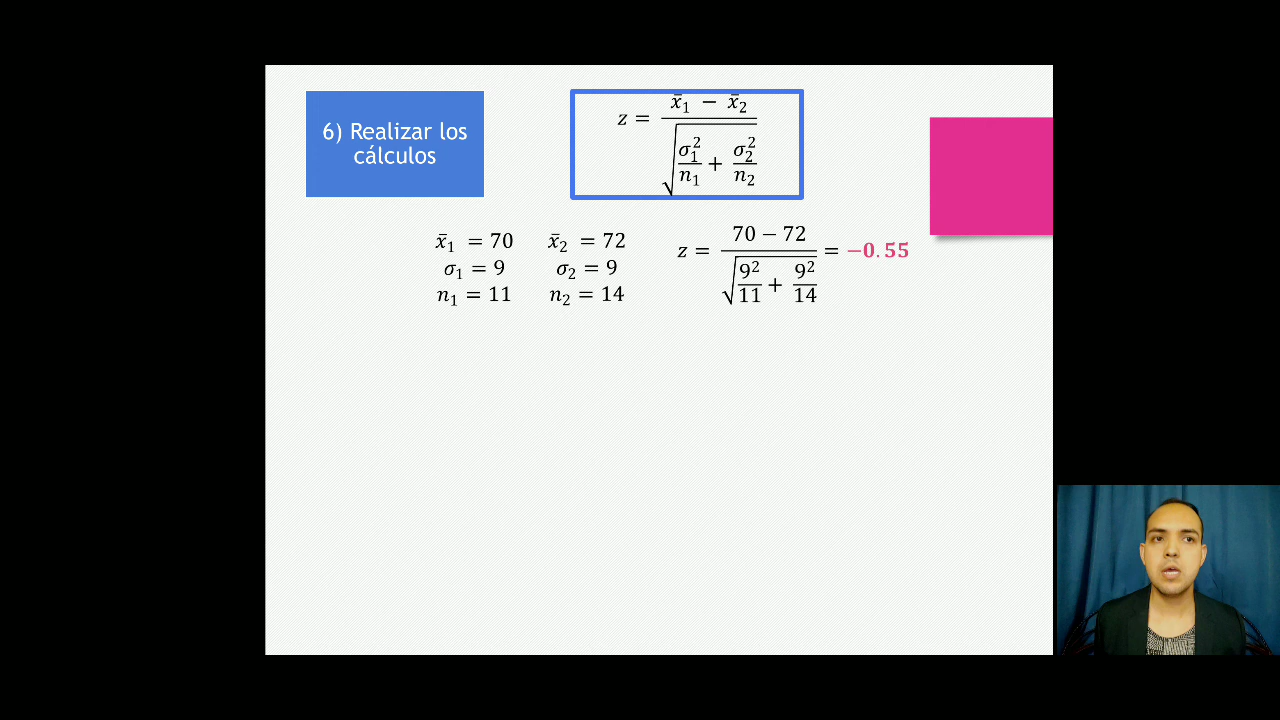 6) Realizar los
cálculos
z = (x̄₁ − x̄₂) / √(σ₁²/n₁ + σ₂²/n₂)
x̄₁ = 70
σ₁ = 9
n₁ = 11
x̄₂ = 72
σ₂ = 9
n₂ = 14
z = (70 − 72) / √(9²/11 + 9²/14) = −0.55